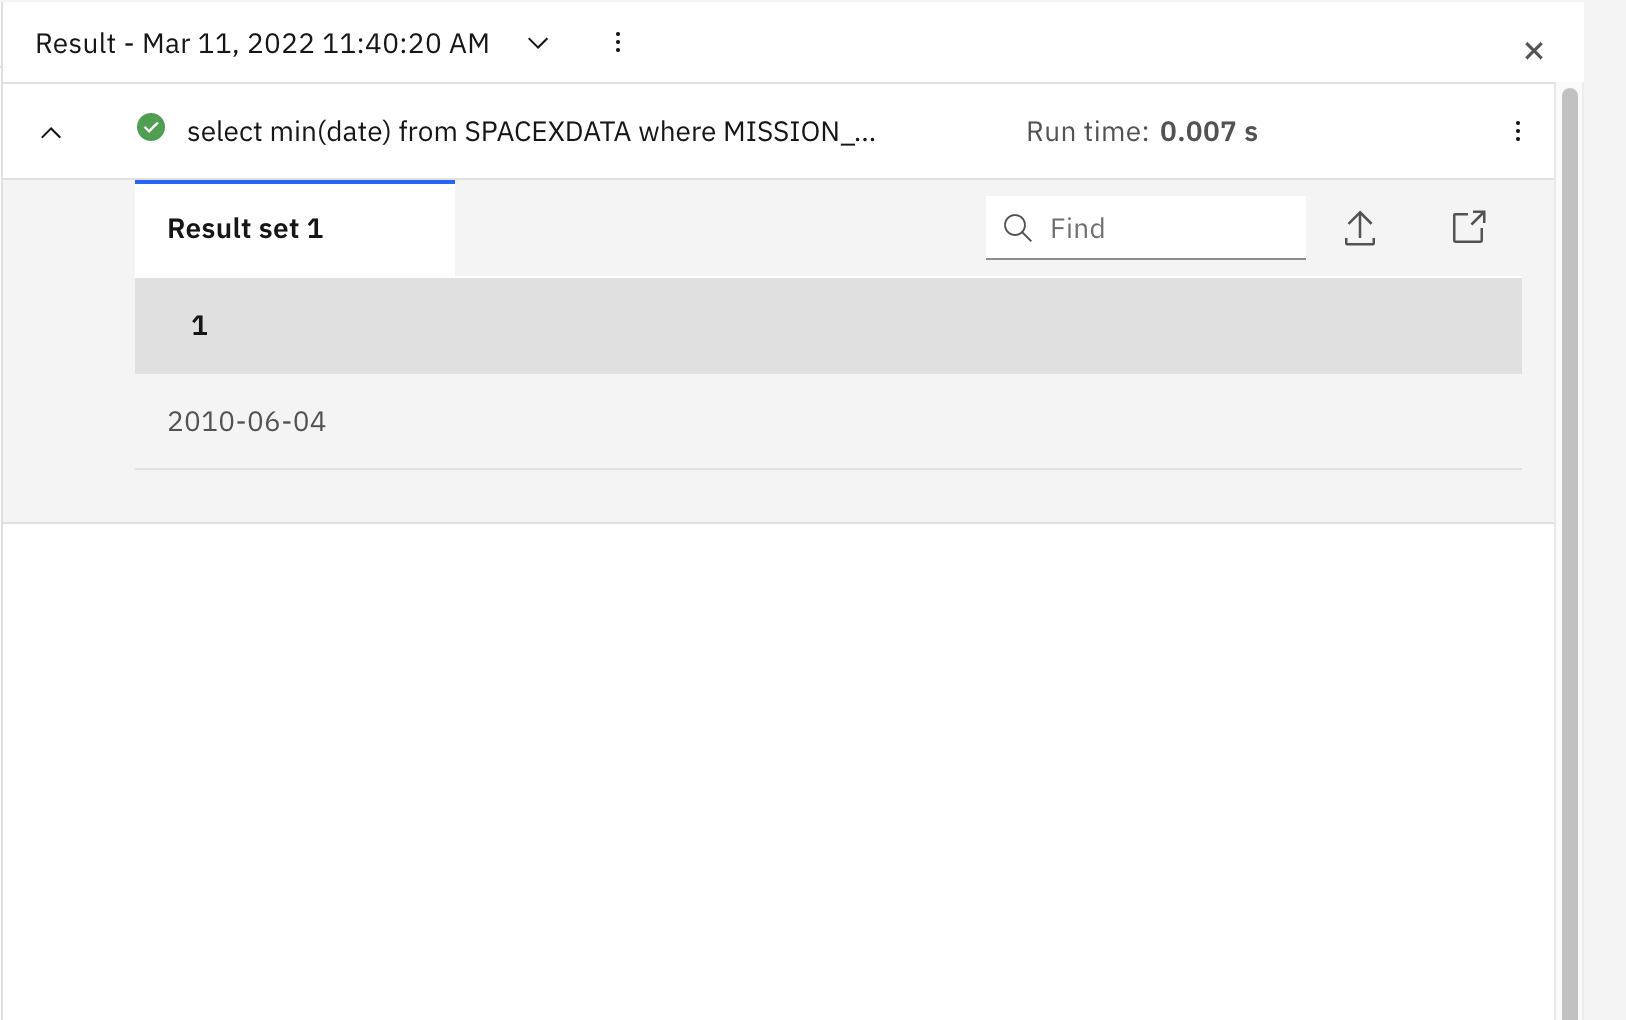 Result - Mar 11, 2022 11:40:20 AM
select min(date) from SPACEXDATA where MISSION_... Run time: 0.007 s
Result set 1 Find
1
2010-06-04